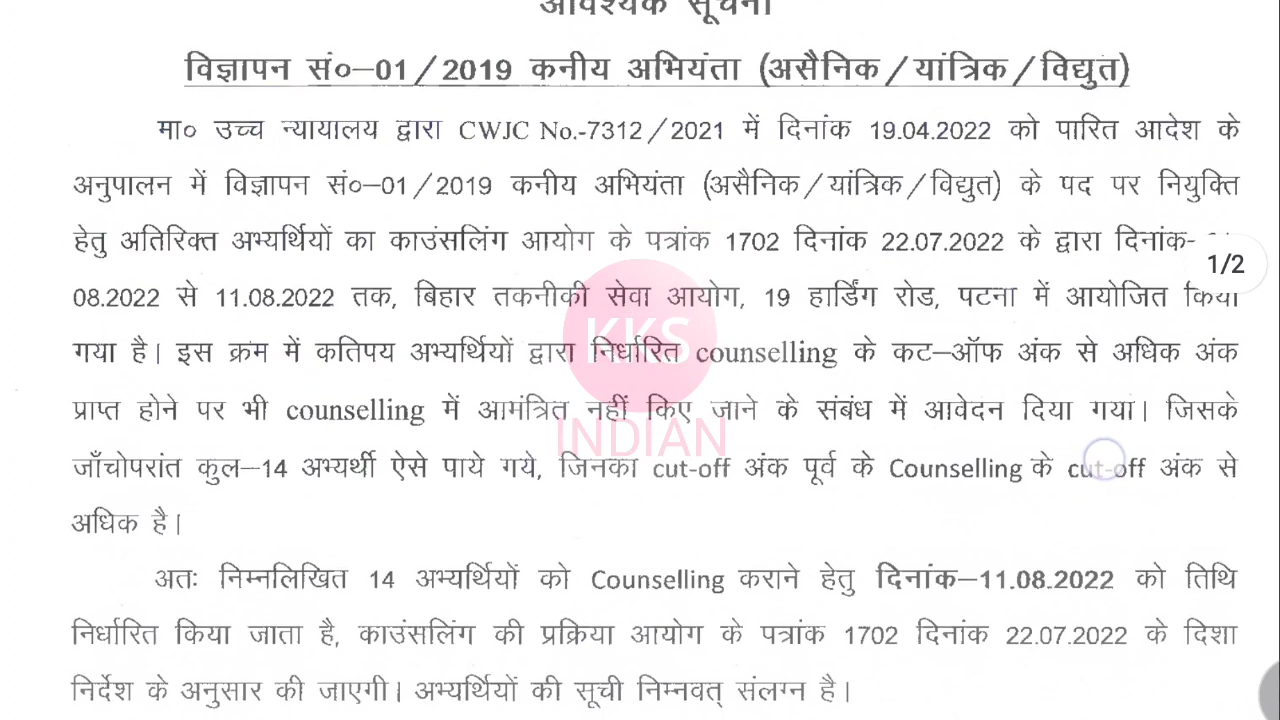 आवश्यक सूचना
विज्ञापन सं०–01/2019 कनीय अभियंता (असैनिक/यांत्रिक/विद्युत)
मा० उच्च न्यायालय द्वारा CWJC No.-7312/2021 में दिनांक 19.04.2022 को पारित आदेश के
अनुपालन में विज्ञापन सं०–01/2019 कनीय अभियंता (असैनिक/यांत्रिक/विद्युत) के पद पर नियुक्ति
हेतु अतिरिक्त अभ्यर्थियों का काउंसलिंग आयोग के पत्रांक 1702 दिनांक 22.07.2022 के द्वारा दिनांक-
1/2
08.2022 से 11.08.2022 तक, बिहार तकनीकी सेवा आयोग, 19 हार्डिंग रोड, पटना में आयोजित किया
गया है। इस क्रम में कतिपय अभ्यर्थियों द्वारा निर्धारित counselling के कट–ऑफ अंक से अधिक अंक
KKS
प्राप्त होने पर भी counselling में आमंत्रित नहीं किए जाने के संबंध में आवेदन दिया गया। जिसके
INDIAN
जाँचोपरांत कुल–14 अभ्यर्थी ऐसे पाये गये, जिनका cut-off अंक पूर्व के Counselling के cut-off अंक से
अधिक है।
अतः निम्नलिखित 14 अभ्यर्थियों को Counselling कराने हेतु दिनांक–11.08.2022 को तिथि
निर्धारित किया जाता है, काउंसलिंग की प्रक्रिया आयोग के पत्रांक 1702 दिनांक 22.07.2022 के दिशा
निर्देश के अनुसार की जाएगी। अभ्यर्थियों की सूची निम्नवत् संलग्न है।